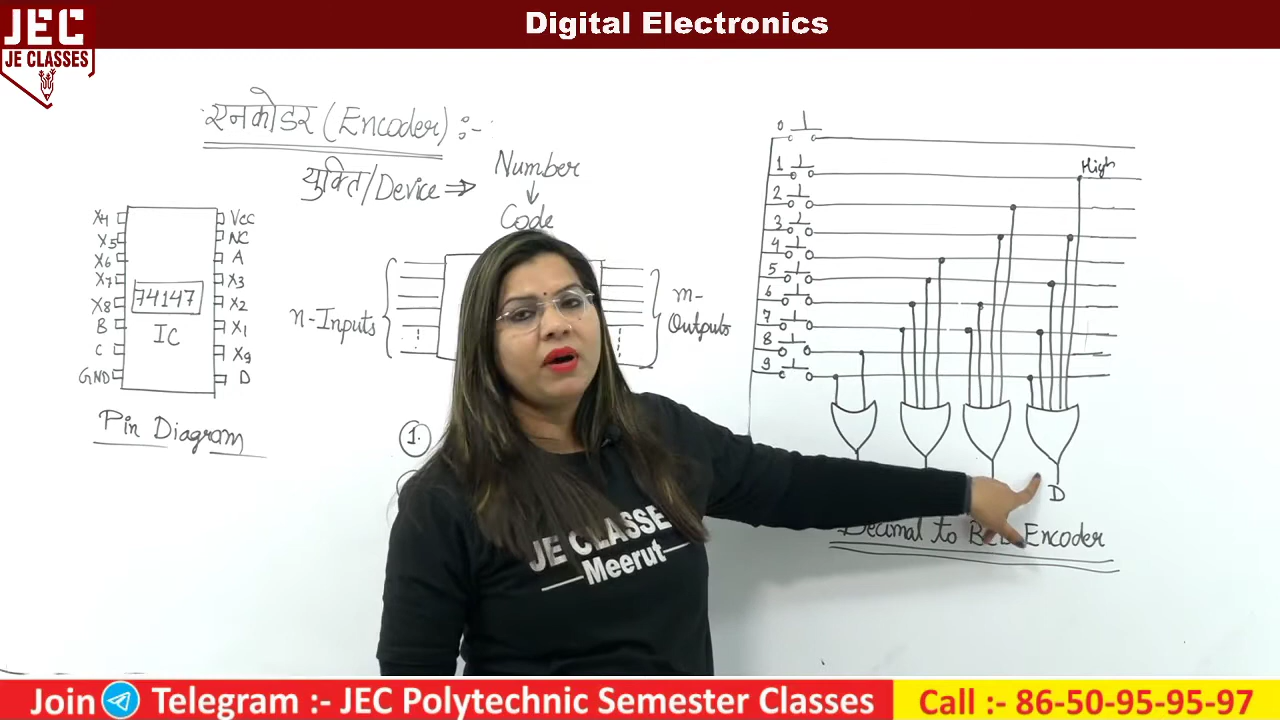 Digital Electronics
JEC
JE CLASSES
एनकोडर (Encoder) :-
युक्ति/Device ⇒
Number
↓
Code
n-Inputs
m-
Outputs
X4
X5
X6
X7
X8
B
C
GND
74147
IC
Vcc
NC
A
X3
X2
X1
X9
D
Pin Diagram
1.
0
1
2
3
4
5
6
7
8
9
High
D
Decimal to BCD Encoder
JE CLASSE
Meerut
Join Telegram :- JEC Polytechnic Semester Classes
Call :- 86-50-95-95-97